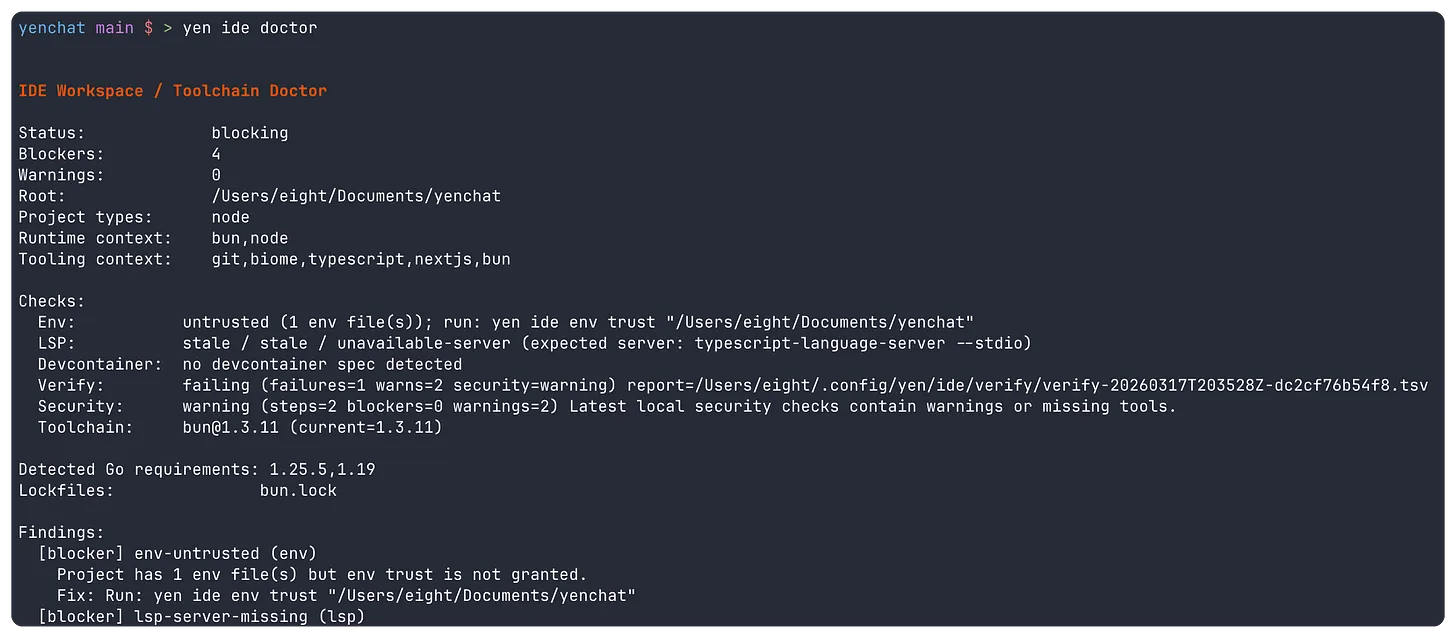 yenchat main $ > yen ide doctor
IDE Workspace / Toolchain Doctor
Status: blocking
Blockers: 4
Warnings: 0
Root: /Users/eight/Documents/yenchat
Project types: node
Runtime context: bun,node
Tooling context: git,biome,typescript,nextjs,bun
Checks:
Env: untrusted (1 env file(s)); run: yen ide env trust "/Users/eight/Documents/yenchat"
LSP: stale / stale / unavailable-server (expected server: typescript-language-server --stdio)
Devcontainer: no devcontainer spec detected
Verify: failing (failures=1 warns=2 security=warning) report=/Users/eight/.config/yen/ide/verify/verify-20260317T203528Z-dc2cf76b54f8.tsv
Security: warning (steps=2 blockers=0 warnings=2) Latest local security checks contain warnings or missing tools.
Toolchain: bun@1.3.11 (current=1.3.11)
Detected Go requirements: 1.25.5,1.19
Lockfiles: bun.lock
Findings:
[blocker] env-untrusted (env)
Project has 1 env file(s) but env trust is not granted.
Fix: Run: yen ide env trust "/Users/eight/Documents/yenchat"
[blocker] lsp-server-missing (lsp)